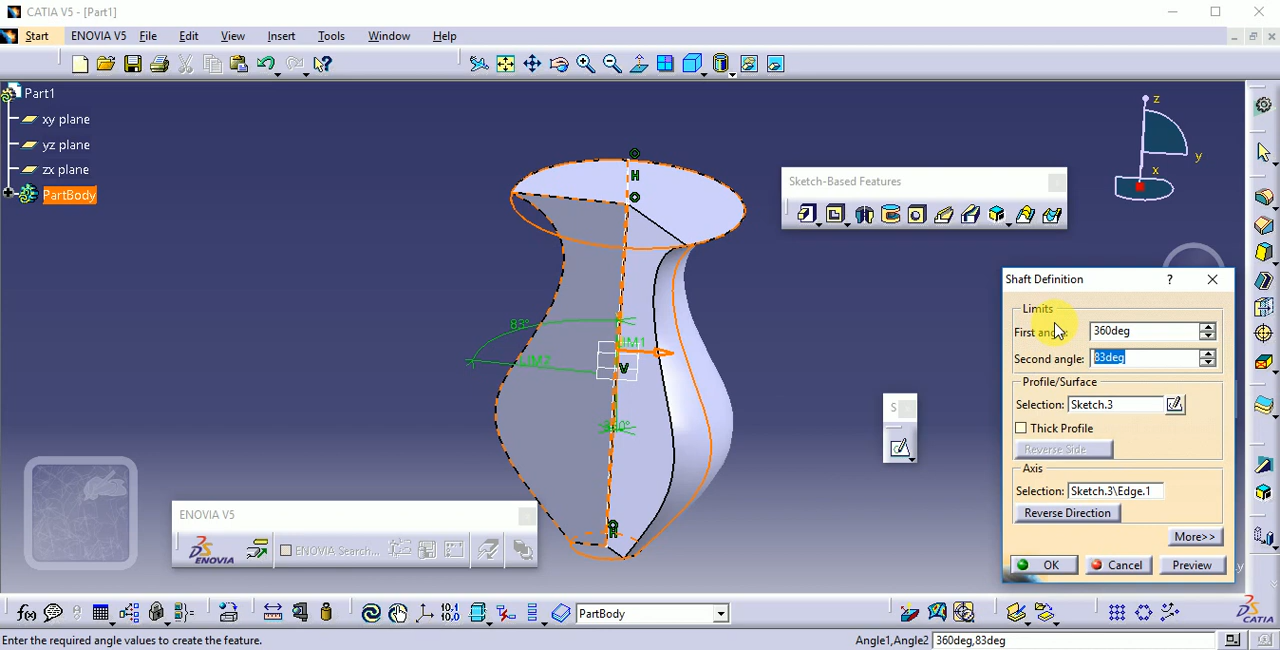 CATIA V5 - [Part1]
Start ENOVIA V5 File Edit View Insert Tools Window Help
Part1
xy plane
yz plane
zx plane
PartBody
z
y
x
H
83°
LIM1
LIM2
V
360°
H
Sketch-Based Features
S
Shaft Definition ?
Limits
First angle: 360deg
Second angle: 83deg
Profile/Surface
Selection: Sketch.3
Thick Profile
Reverse Side
Axis
Selection: Sketch.3\Edge.1
Reverse Direction
More>>
OK Cancel Preview
ENOVIA V5
ENOVIA
ENOVIA Search...
f(x)
10:1
PartBody
CATIA
Enter the required angle values to create the feature.
Angle1,Angle2 360deg,83deg